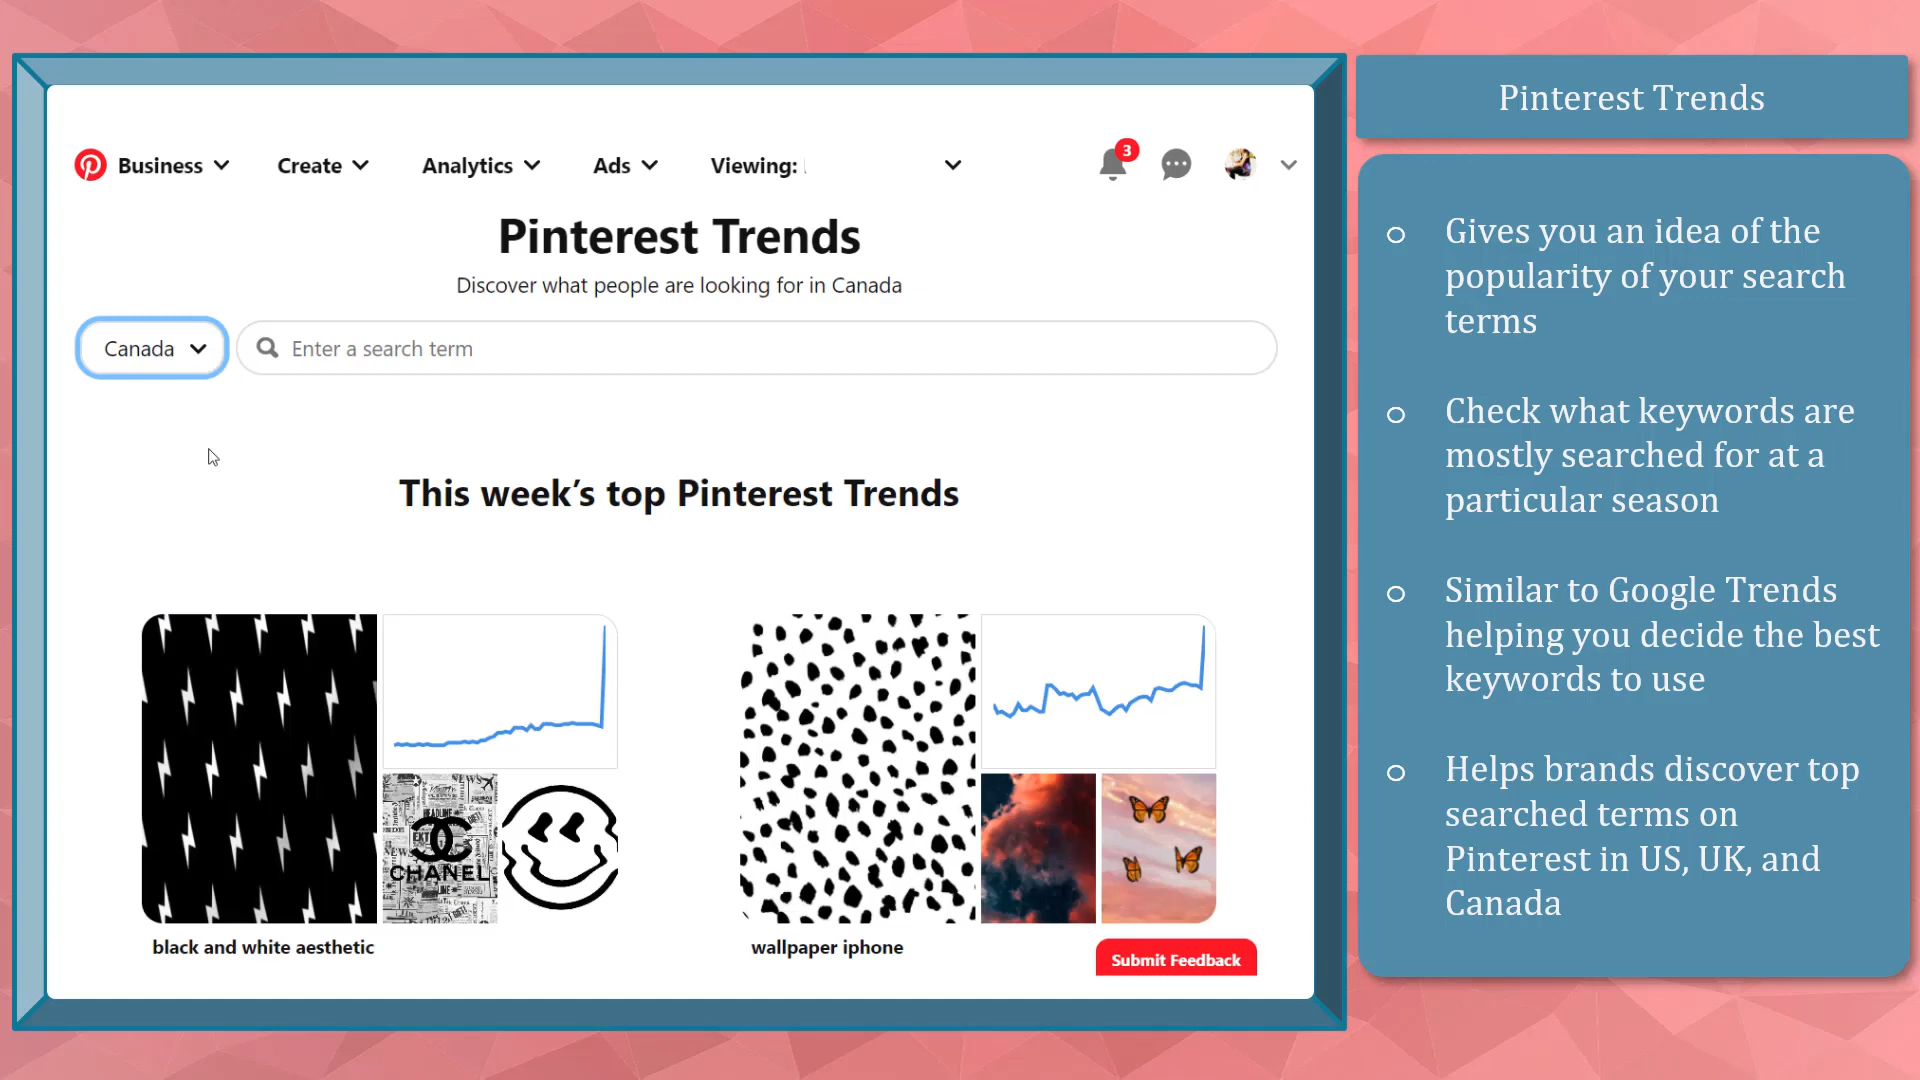 Business
Create
Analytics
Ads
Viewing:
3
Pinterest Trends
Discover what people are looking for in Canada
Canada
Enter a search term
This week's top Pinterest Trends
HEADLINE
CHANEL
black and white aesthetic
wallpaper iphone
Submit Feedback
Pinterest Trends
Gives you an idea of the
popularity of your search
terms
Check what keywords are
mostly searched for at a
particular season
Similar to Google Trends
helping you decide the best
keywords to use
Helps brands discover top
searched terms on
Pinterest in US, UK, and
Canada